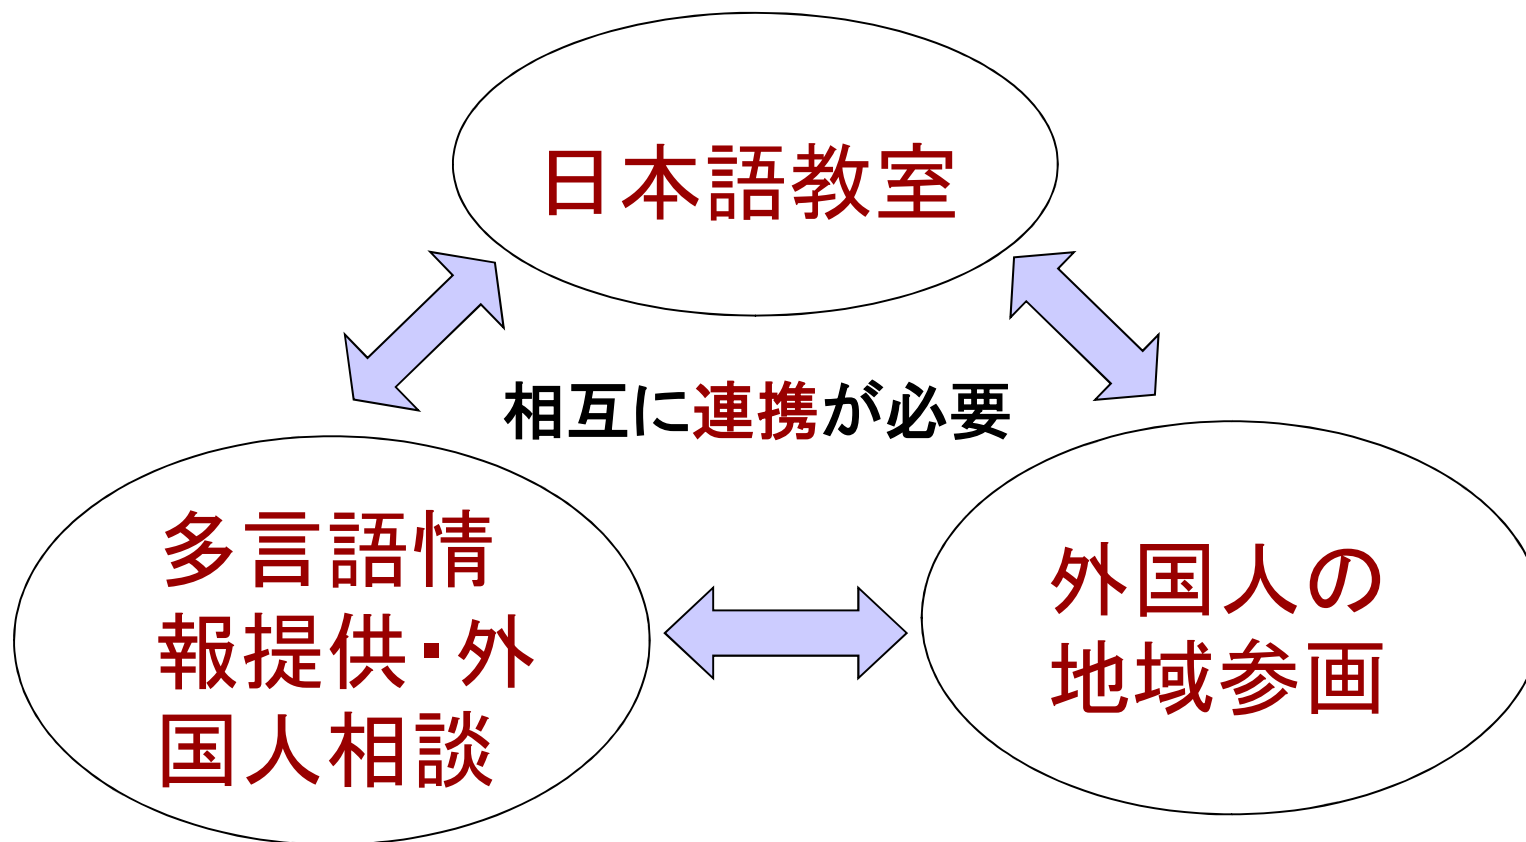 日本語教室
相互に連携が必要
多言語情
報提供・外
国人相談
外国人の
地域参画